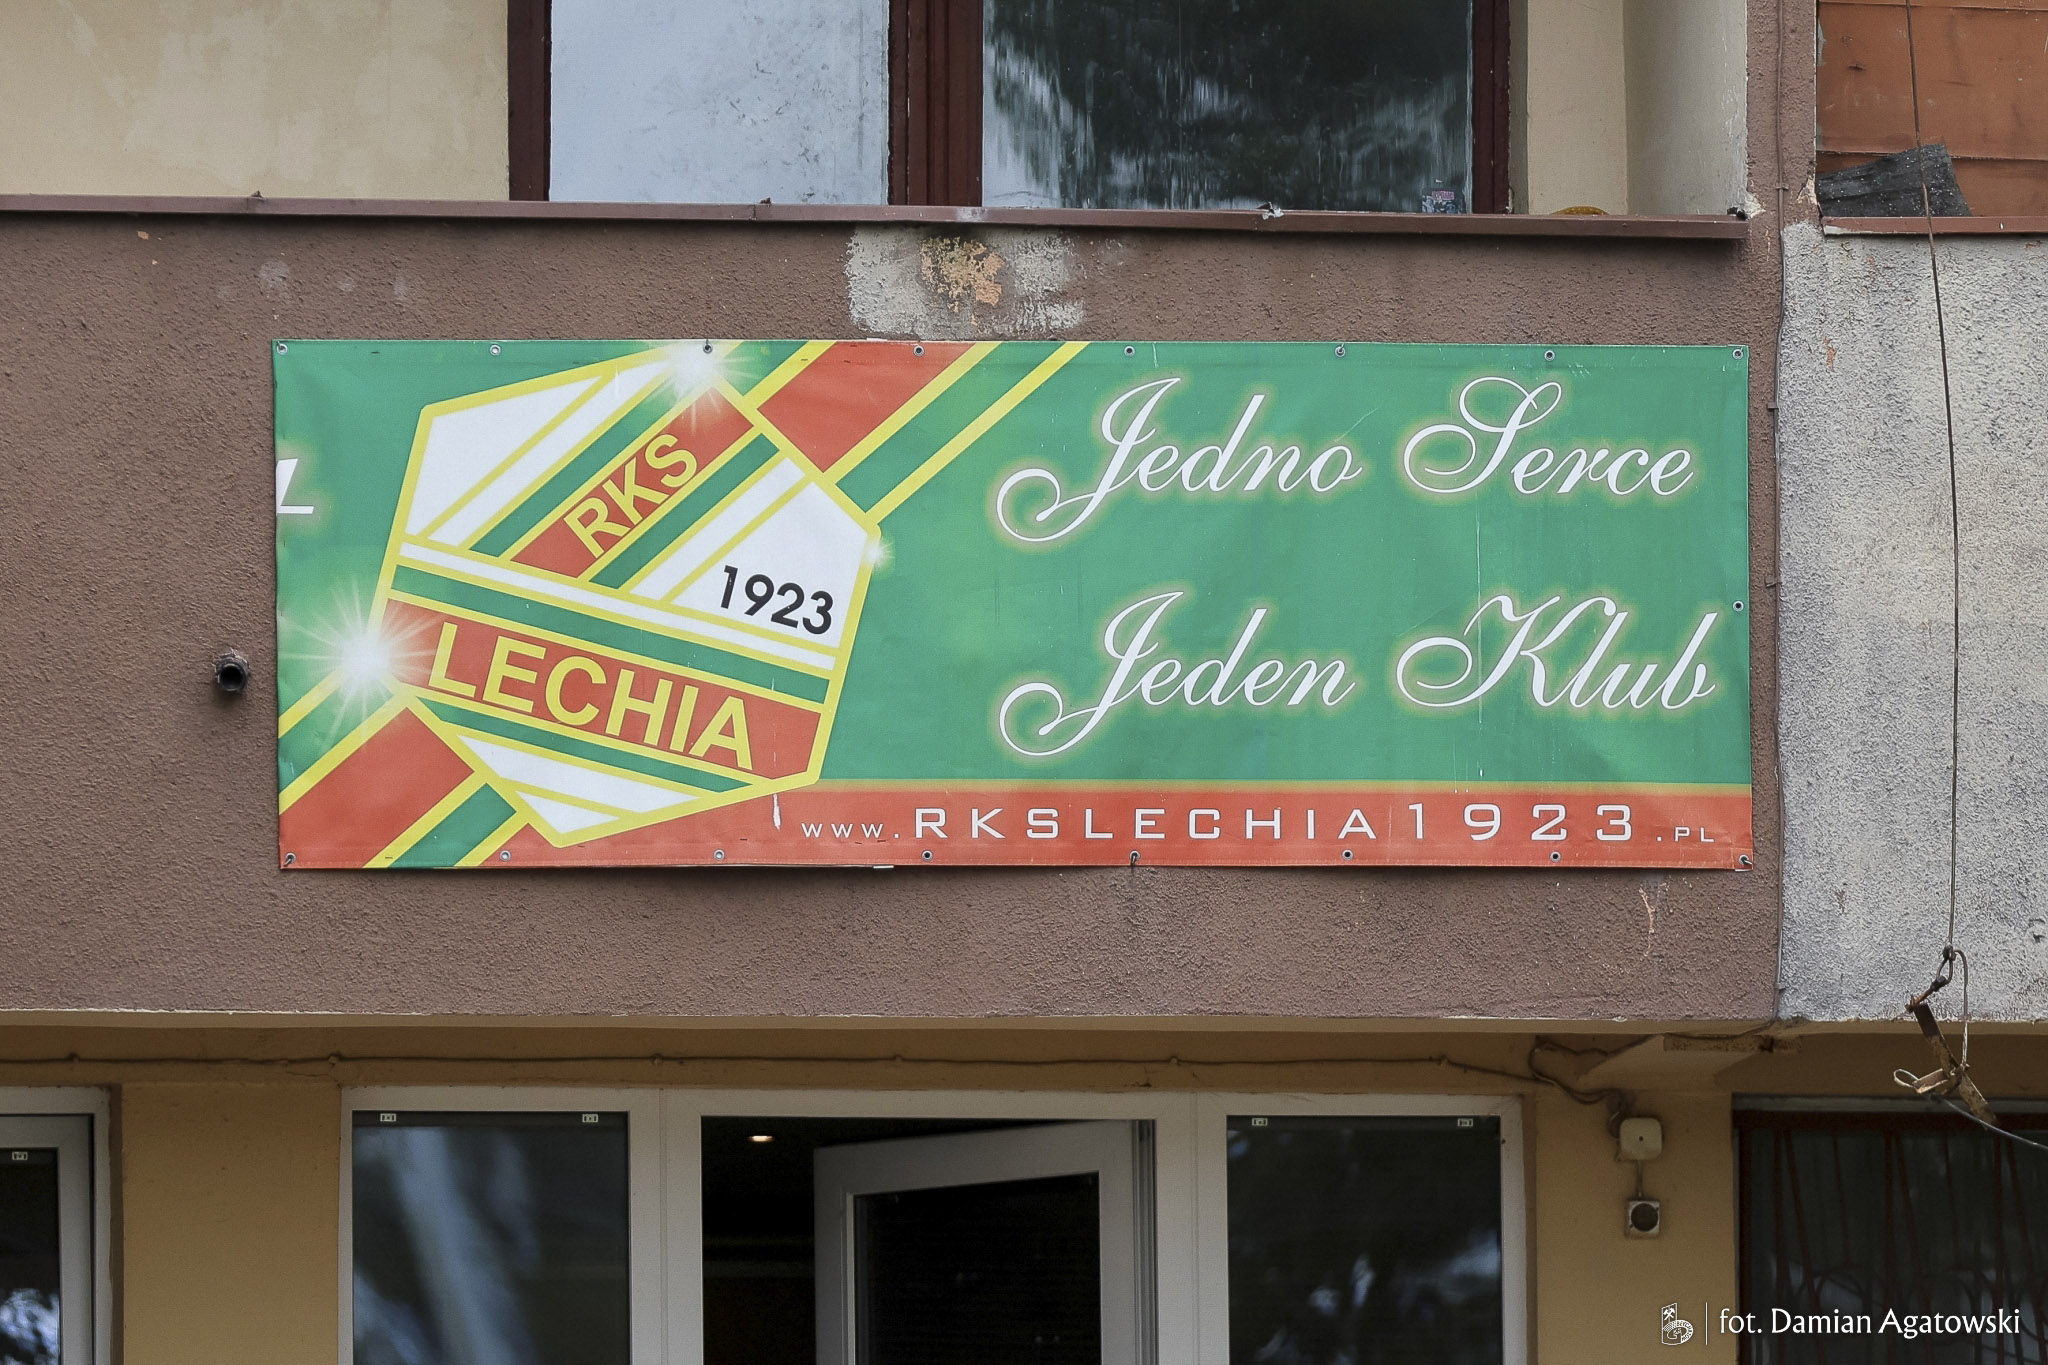 L
RKS
1923
LECHIA
Jedno Serce
Jeden Klub
www.RKSLECHIA1923.PL
fot. Damian Agatowski